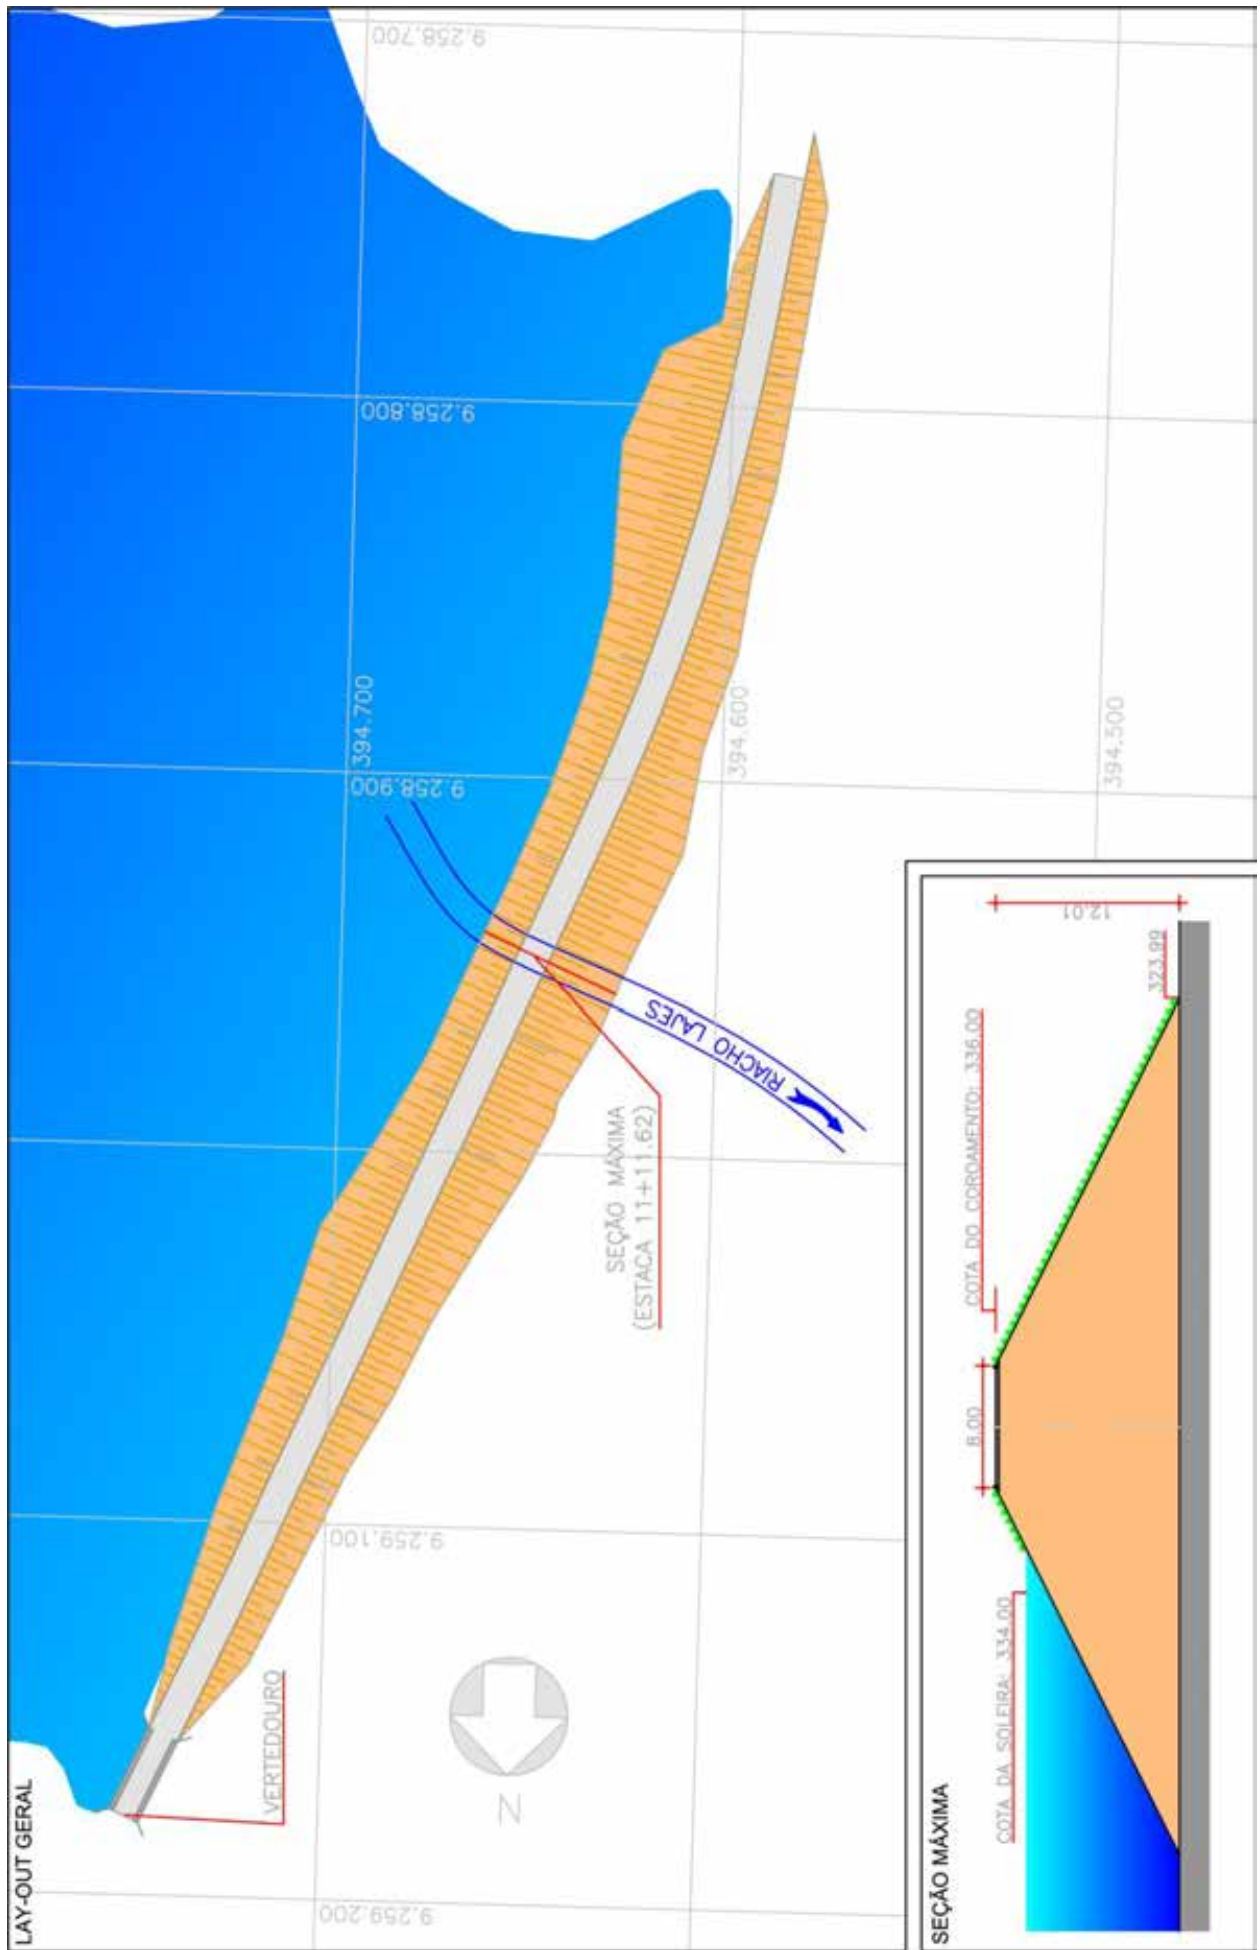 LAY-OUT GERAL
9.258.700
9.258.800
394.700
9.258.900
394.600
394.500
RIACHO LAJES
SEÇÃO MÁXIMA
(ESTACA 11+11.62)
9.259.100
VERTEDOURO
N
9.259.200
SEÇÃO MÁXIMA
COTA DA SOLEIRA: 334.00
8.00
COTA DO COROAMENTO: 336.00
323.99
12.01